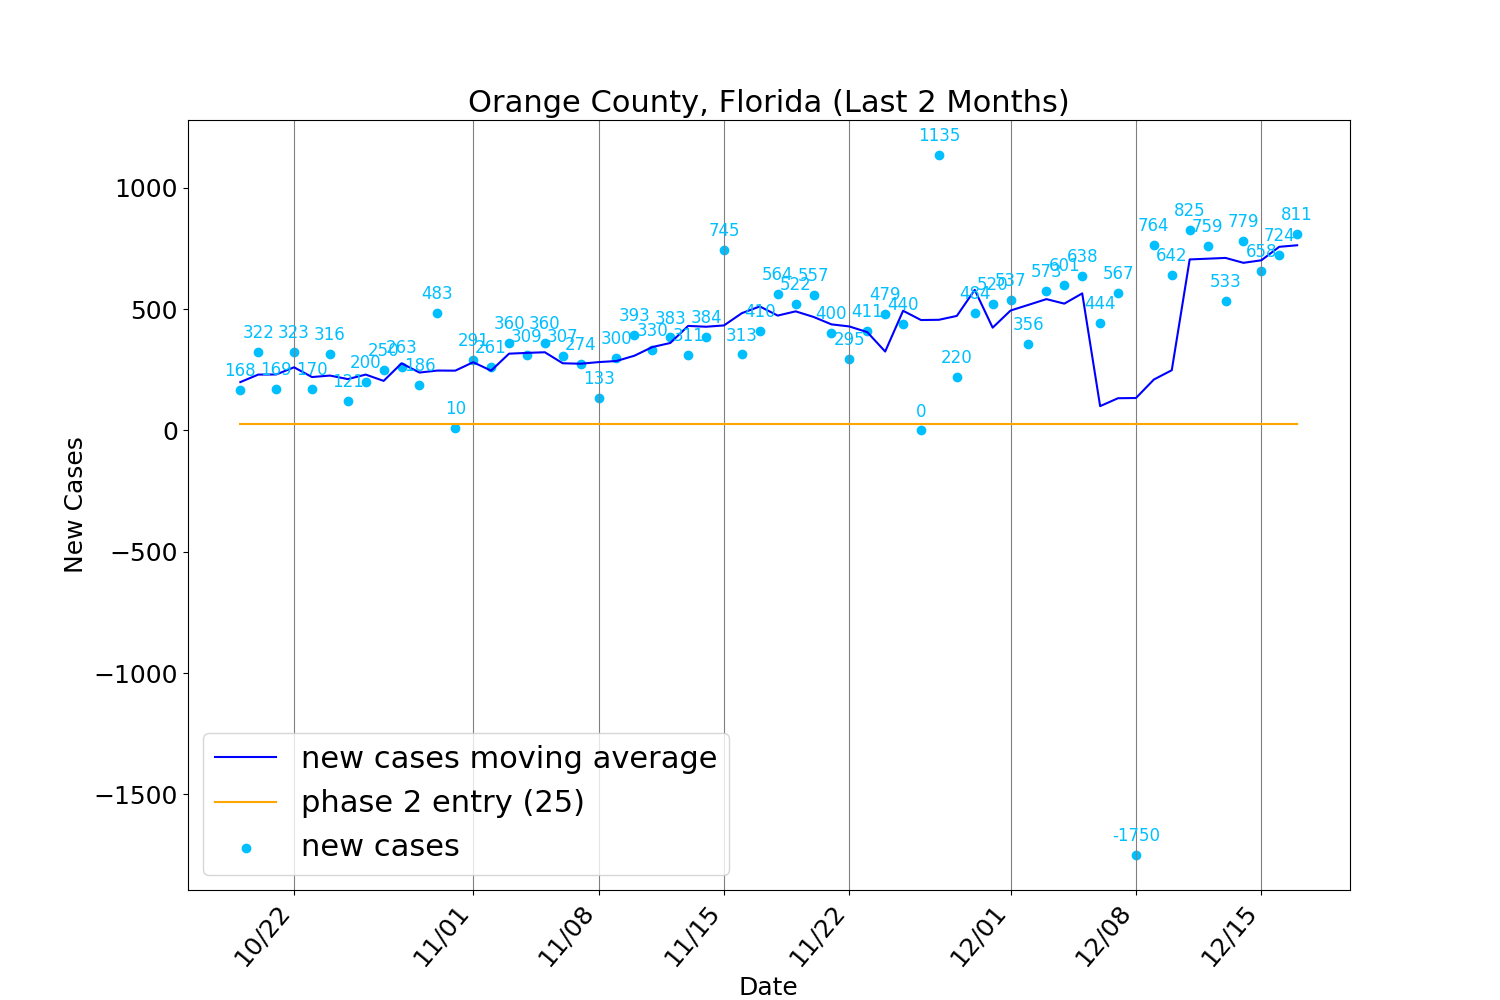 Orange County, Florida (Last 2 Months)
1000
500
0
−500
−1000
−1500
New Cases
168 322 169 323 170 316 121 200 250 263 186 483 10 291 261 360 309 360 307 274 133 300 393 330 383 311 384 745 313 410 564 522 557 400 295 411 479 440 0 1135 220 484 520 537 356 573 601 638 444 567 -1750 764 642 825 759 533 779 658 724 811
new cases moving average
phase 2 entry (25)
new cases
10/22 11/01 11/08 11/15 11/22 12/01 12/08 12/15
Date